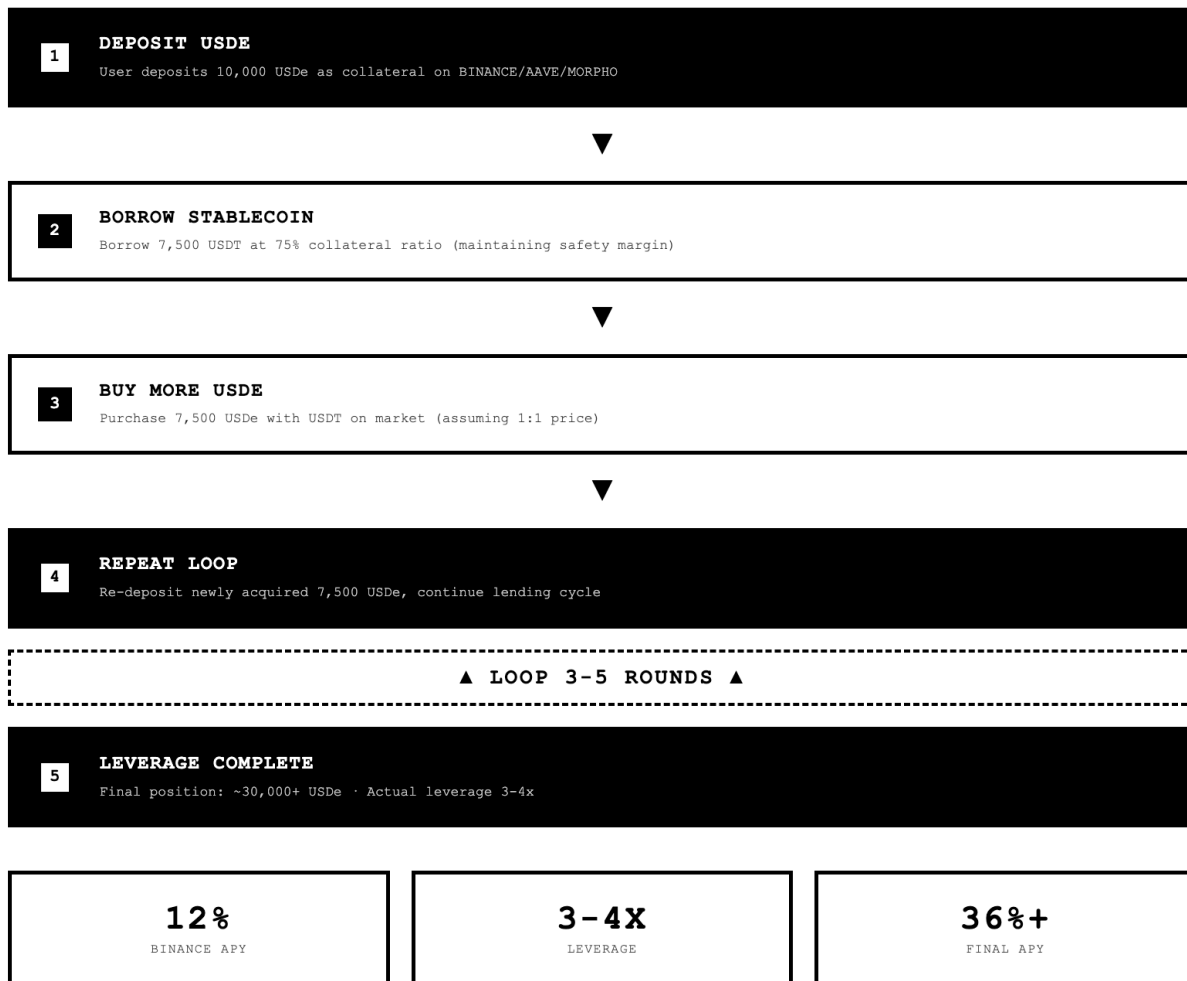 1
DEPOSIT USDE
User deposits 10,000 USDe as collateral on BINANCE/AAVE/MORPHO
▼
2
BORROW STABLECOIN
Borrow 7,500 USDT at 75% collateral ratio (maintaining safety margin)
▼
3
BUY MORE USDE
Purchase 7,500 USDe with USDT on market (assuming 1:1 price)
▼
4
REPEAT LOOP
Re-deposit newly acquired 7,500 USDe, continue lending cycle
▲ LOOP 3-5 ROUNDS ▲
5
LEVERAGE COMPLETE
Final position: ~30,000+ USDe · Actual leverage 3-4x
12%
BINANCE APY
3-4X
LEVERAGE
36%+
FINAL APY